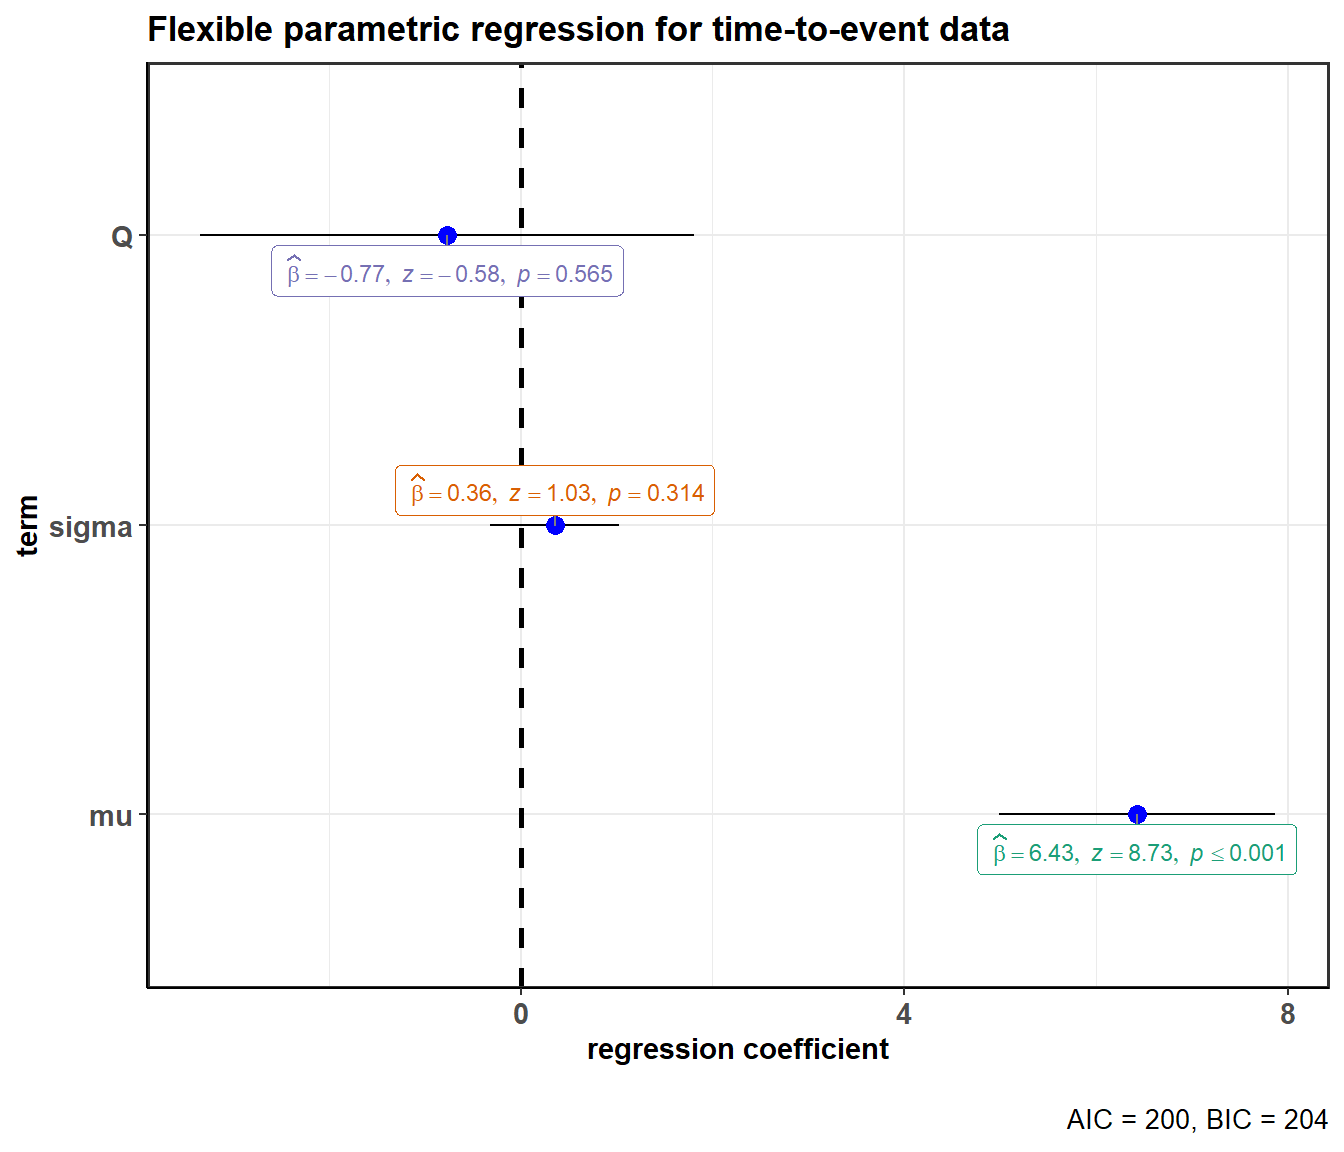 Flexible parametric regression for time-to-event data
Q
β̂ = −0.77, z = −0.58, p = 0.565
β̂ = 0.36, z = 1.03, p = 0.314
term
sigma
mu
β̂ = 6.43, z = 8.73, p ≤ 0.001
0 4 8
regression coefficient
AIC = 200, BIC = 204